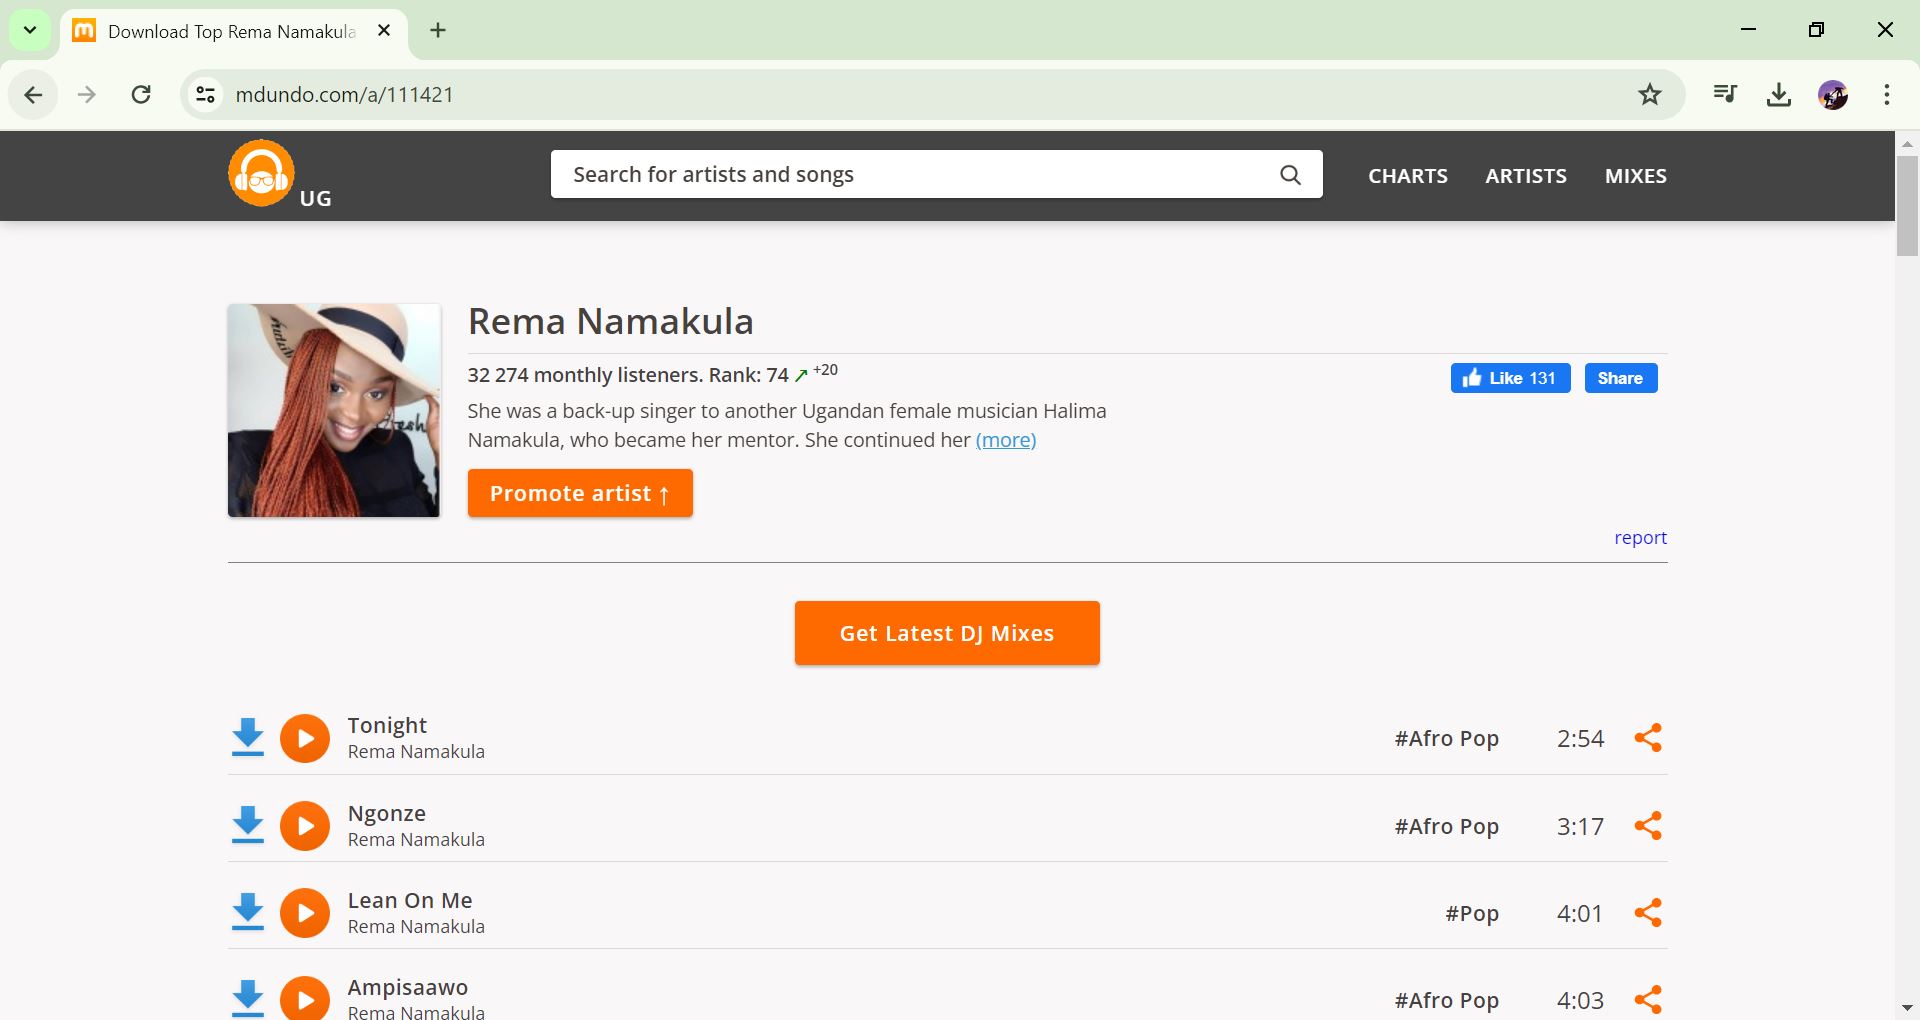 Download Top Rema Namakula
mdundo.com/a/111421
UG
Search for artists and songs
CHARTS
ARTISTS
MIXES
Rema Namakula
32 274 monthly listeners. Rank: 74 ↗ +20
Like 131
Share
She was a back-up singer to another Ugandan female musician Halima
Namakula, who became her mentor. She continued her (more)
Promote artist ↑
report
Get Latest DJ Mixes
Tonight
Rema Namakula
#Afro Pop
2:54
Ngonze
Rema Namakula
#Afro Pop
3:17
Lean On Me
Rema Namakula
#Pop
4:01
Ampisaawo
Rema Namakula
#Afro Pop
4:03